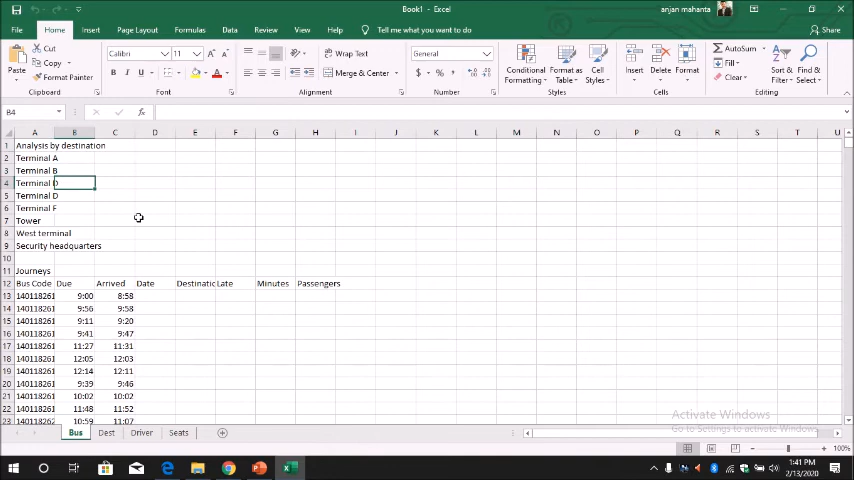 Book1 - Excel
anjan mahanta
File Home Insert Page Layout Formulas Data Review View Help Tell me what you want to do Share
Cut
Copy
Format Painter
Paste
Clipboard
Calibri 11
B I U
Font
Wrap Text
Merge & Center
Alignment
General
Number
Conditional Formatting
Format as Table
Cell Styles
Styles
Insert Delete Format
Cells
AutoSum
Fill
Clear
Sort & Filter
Find & Select
Editing
B4
A B C D E F G H I J K L M N O P Q R S T U
1 Analysis by destination
2 Terminal A
3 Terminal B
4 Terminal D
5 Terminal D
6 Terminal F
7 Tower
8 West terminal
9 Security headquarters
10
11 Journeys
12 Bus Code Due Arrived Date Destinatic Late Minutes Passengers
13 140118261 9:00 8:58
14 140118261 9:56 9:58
15 140118261 9:11 9:20
16 140118261 9:41 9:47
17 140118261 11:27 11:31
18 140118261 12:05 12:03
19 140118261 12:14 12:11
20 140118261 9:39 9:46
21 140118261 10:02 10:02
22 140118261 11:48 11:52
23 140118262 10:59 11:07
Activate Windows
Go to Settings to activate Windows.
Bus Dest Driver Seats
100%
1:41 PM
2/13/2020